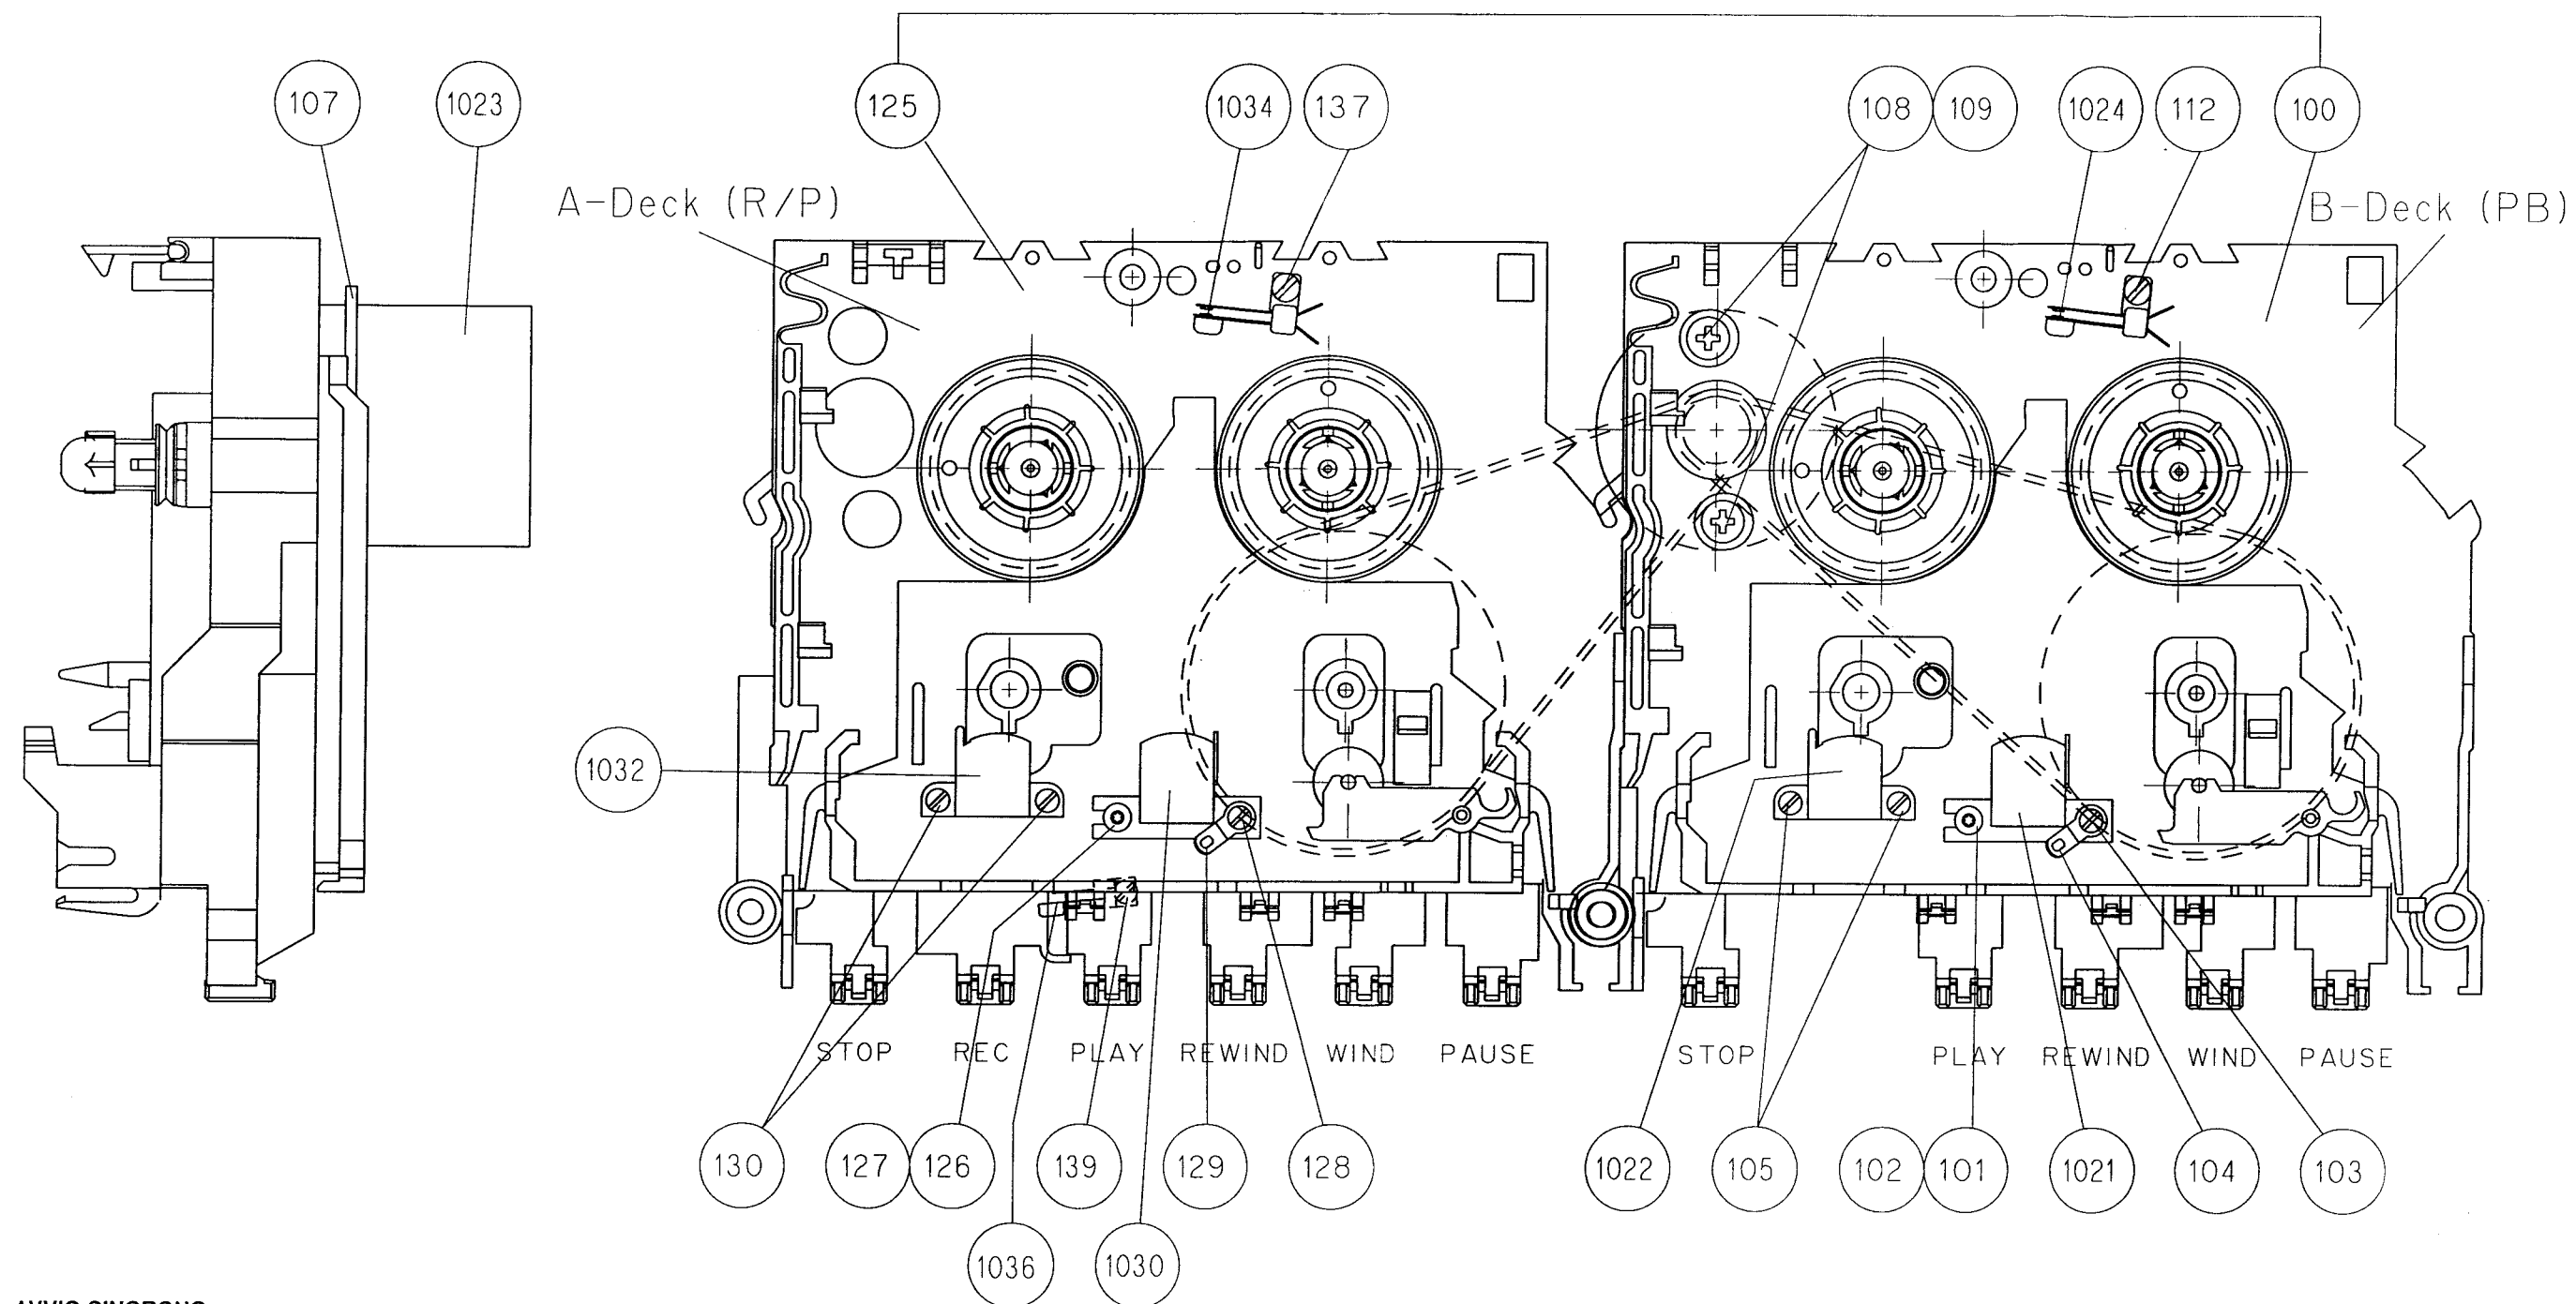 107 1023 125 1034 137 108 109 1024 112 100
A-Deck (R/P) B-Deck (PB)
1032
STOP REC PLAY REWIND WIND PAUSE STOP PLAY REWIND WIND PAUSE
130 127 126 139 129 128 1022 105 102 101 1021 104 103
1036 1030